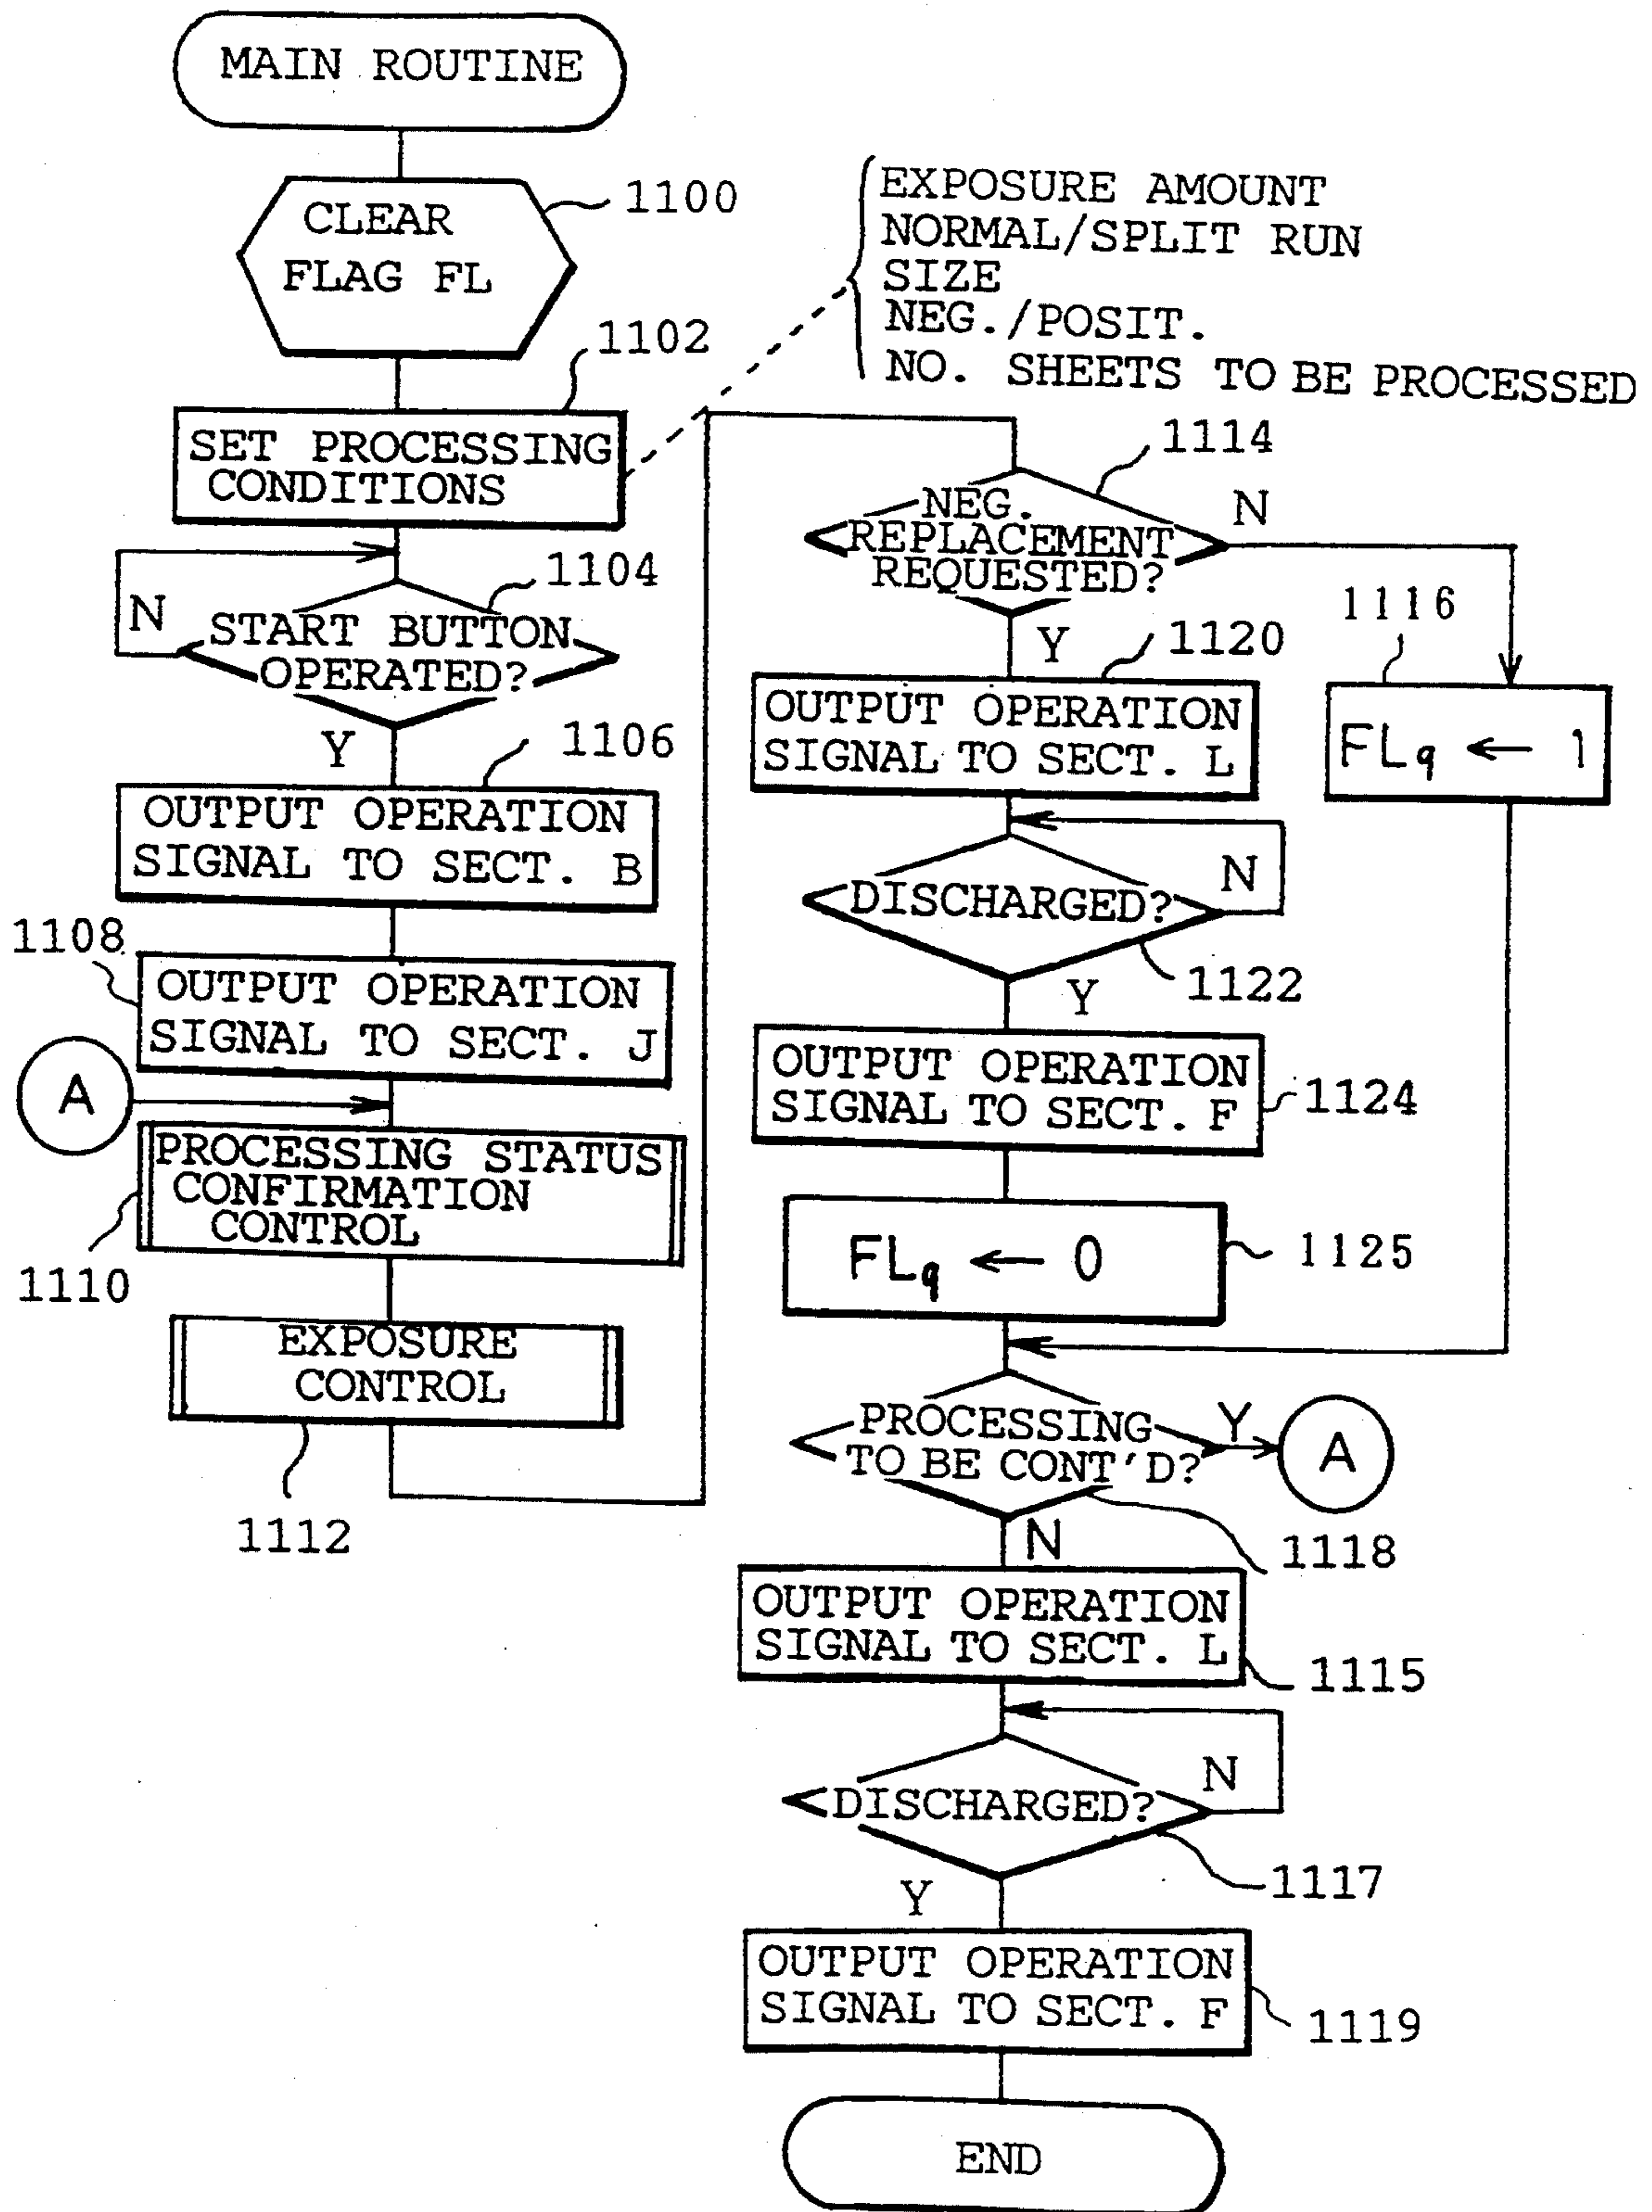 MAIN ROUTINE
CLEAR
FLAG FL
1100
1102
SET PROCESSING
CONDITIONS
EXPOSURE AMOUNT
NORMAL/SPLIT RUN
SIZE
NEG./POSIT.
NO. SHEETS TO BE PROCESSED
1104
N
START BUTTON
OPERATED?
Y
1106
OUTPUT OPERATION
SIGNAL TO SECT. B
1108
OUTPUT OPERATION
SIGNAL TO SECT. J
A
PROCESSING STATUS
CONFIRMATION
CONTROL
1110
EXPOSURE
CONTROL
1112
1114
NEG.
REPLACEMENT
REQUESTED?
N
1116
FL9 ← 1
Y
1120
OUTPUT OPERATION
SIGNAL TO SECT. L
DISCHARGED?
N
1122
Y
OUTPUT OPERATION
SIGNAL TO SECT. F
1124
FL9 ← 0
1125
PROCESSING
TO BE CONT'D?
Y
A
1118
N
OUTPUT OPERATION
SIGNAL TO SECT. L
1115
DISCHARGED?
N
1117
Y
OUTPUT OPERATION
SIGNAL TO SECT. F
1119
END